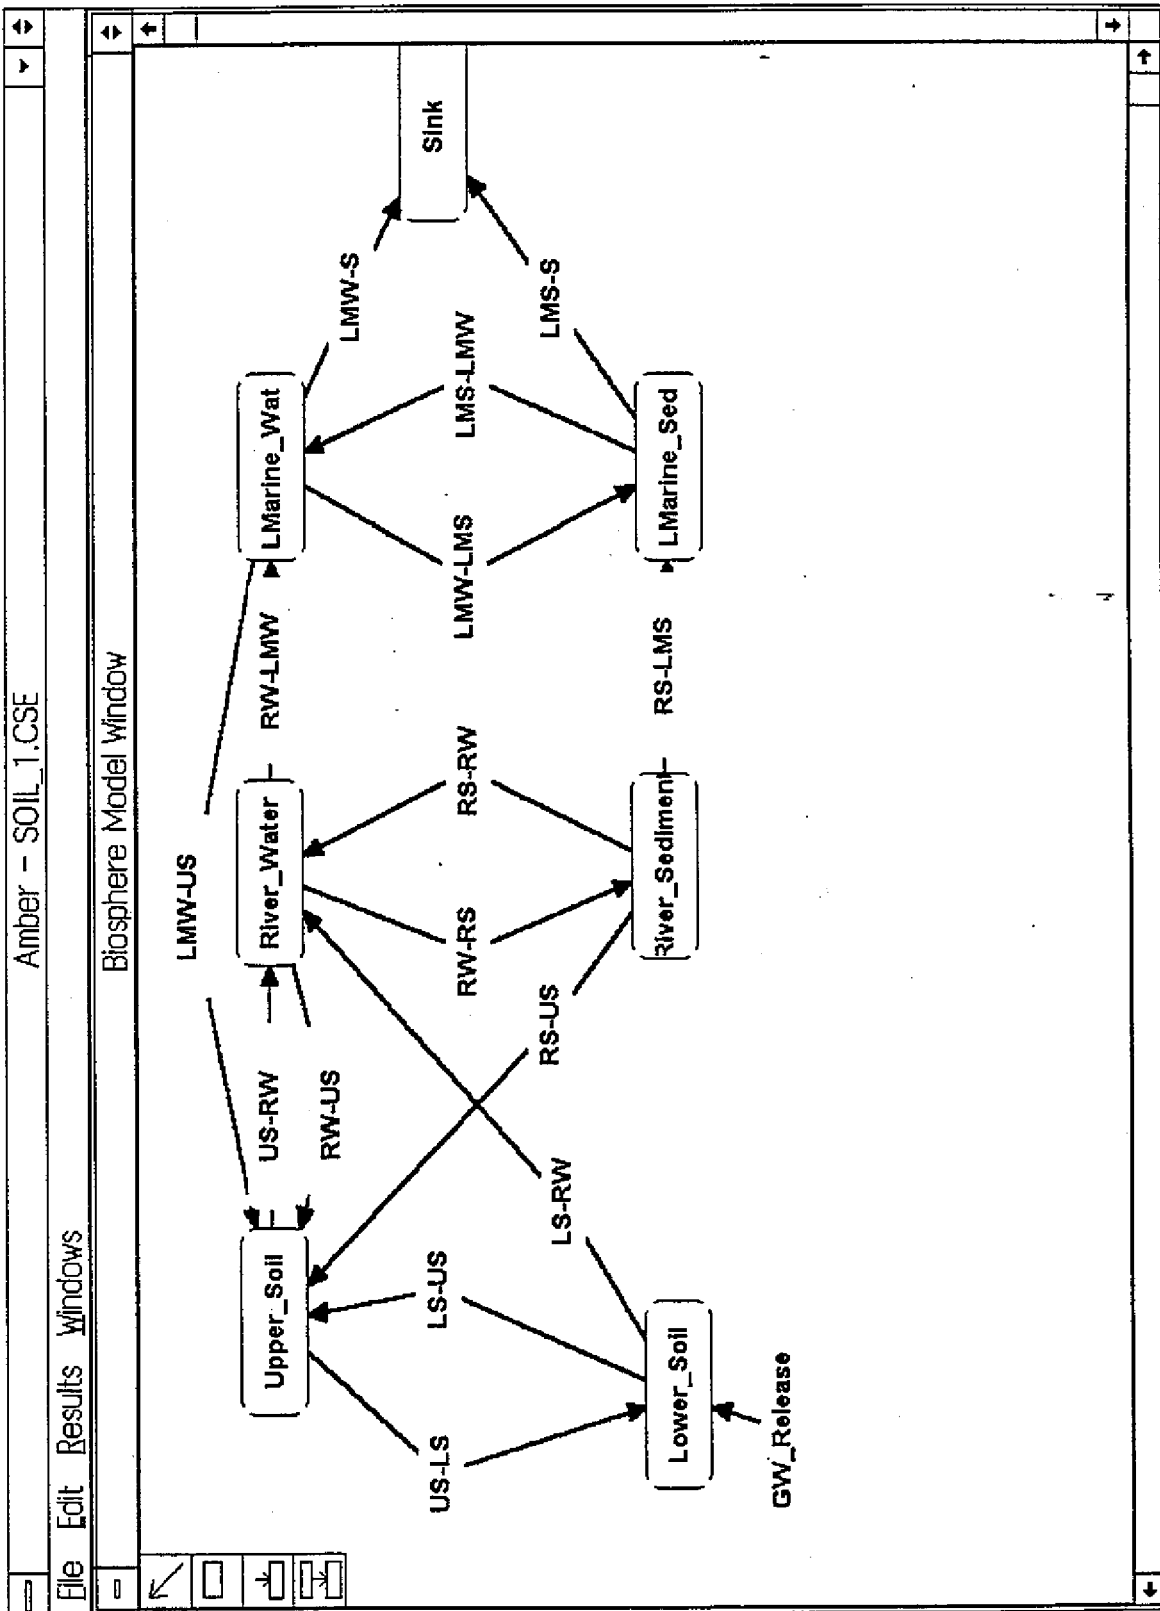 Amber - SOIL_1.CSE
File Edit Results Windows
Biosphere Model Window
LMW-US
Upper_Soil
US-RW
River_Water
RW-LMW
LMarine_Wat
LMW-S
RW-US
Sink
US-LS
LS-US
RW-RS
RS-RW
LMW-LMS
LMS-LMW
LS-RW
RS-US
LMS-S
Lower_Soil
River_Sediment
RS-LMS
LMarine_Sed
GW_Release